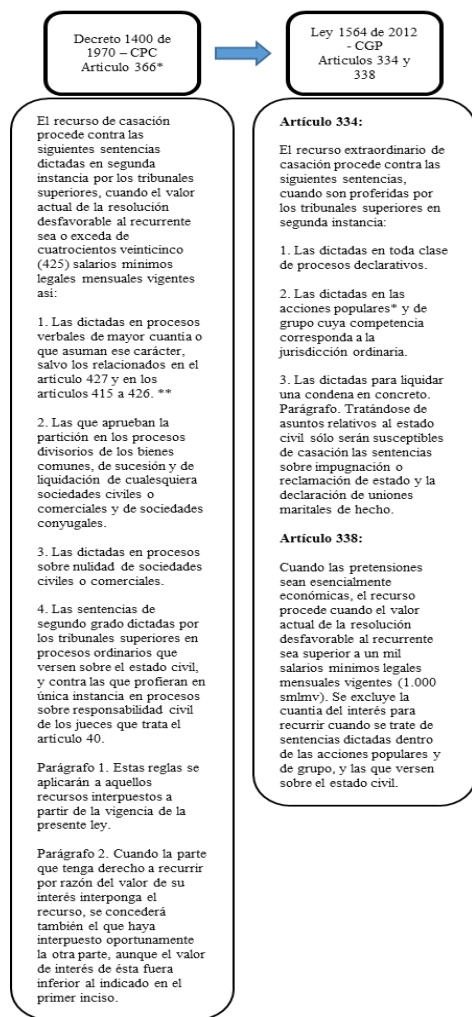 Decreto 1400 de
1970 – CPC
Articulo 366*
Ley 1564 de 2012
- CGP
Articulos 334 y
338
El recurso de casación
procede contra las
siguientes sentencias
dictadas en segunda
instancia por los tribunales
superiores, cuando el valor
actual de la resolución
desfavorable al recurrente
sea o exceda de
cuatrocientos veinticinco
(425) salarios mínimos
legales mensuales vigentes
así:
1. Las dictadas en procesos
verbales de mayor cuantía o
que asuman ese carácter,
salvo los relacionados en el
artículo 427 y en los
artículos 415 a 426. **
2. Las que aprueban la
partición en los procesos
divisorios de los bienes
comunes, de sucesión y de
liquidación de cualesquiera
sociedades civiles o
comerciales y de sociedades
conyugales.
3. Las dictadas en procesos
sobre nulidad de sociedades
civiles o comerciales.
4. Las sentencias de
segundo grado dictadas por
los tribunales superiores en
procesos ordinarios que
versen sobre el estado civil,
y contra las que profieran en
única instancia en procesos
sobre responsabilidad civil
de los jueces que trata el
artículo 40.
Parágrafo 1. Estas reglas se
aplicarán a aquellos
recursos interpuestos a
partir de la vigencia de la
presente ley.
Parágrafo 2. Cuando la parte
que tenga derecho a recurrir
por razón del valor de su
interés interponga el
recurso, se concederá
también el que haya
interpuesto oportunamente
la otra parte, aunque el valor
de interés de ésta fuera
inferior al indicado en el
primer inciso.
Artículo 334:
El recurso extraordinario de
casación procede contra las
siguientes sentencias,
cuando son proferidas por
los tribunales superiores en
segunda instancia:
1. Las dictadas en toda clase
de procesos declarativos.
2. Las dictadas en las
acciones populares* y de
grupo cuya competencia
corresponda a la
jurisdicción ordinaria.
3. Las dictadas para liquidar
una condena en concreto.
Parágrafo. Tratándose de
asuntos relativos al estado
civil sólo serán susceptibles
de casación las sentencias
sobre impugnación o
reclamación de estado y la
declaración de uniones
maritales de hecho.
Artículo 338:
Cuando las pretensiones
sean esencialmente
económicas, el recurso
procede cuando el valor
actual de la resolución
desfavorable al recurrente
sea superior a un mil
salarios mínimos legales
mensuales vigentes (1.000
smlmv). Se excluye la
cuantía del interés para
recurrir cuando se trate de
sentencias dictadas dentro
de las acciones populares y
de grupo, y las que versen
sobre el estado civil.